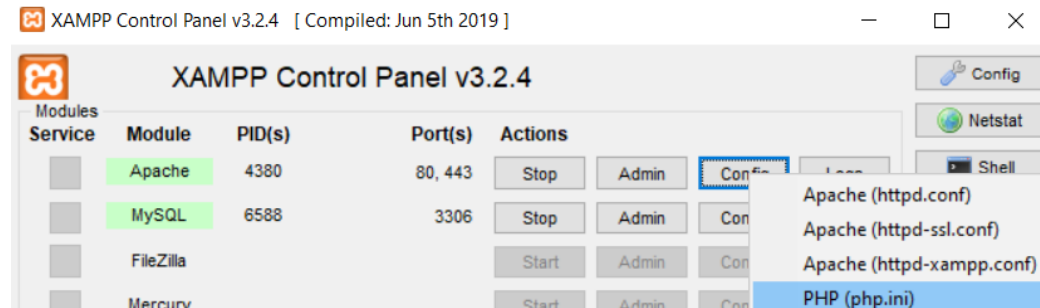 XAMPP Control Panel v3.2.4 [ Compiled: Jun 5th 2019 ]
XAMPP Control Panel v3.2.4
Config
Modules
Netstat
Service Module PID(s) Port(s) Actions
Shell
Apache 4380 80, 443 Stop Admin Config
Apache (httpd.conf)
MySQL 6588 3306 Stop Admin
Apache (httpd-ssl.conf)
FileZilla Start Admin
Apache (httpd-xampp.conf)
Mercury Start Admin
PHP (php.ini)